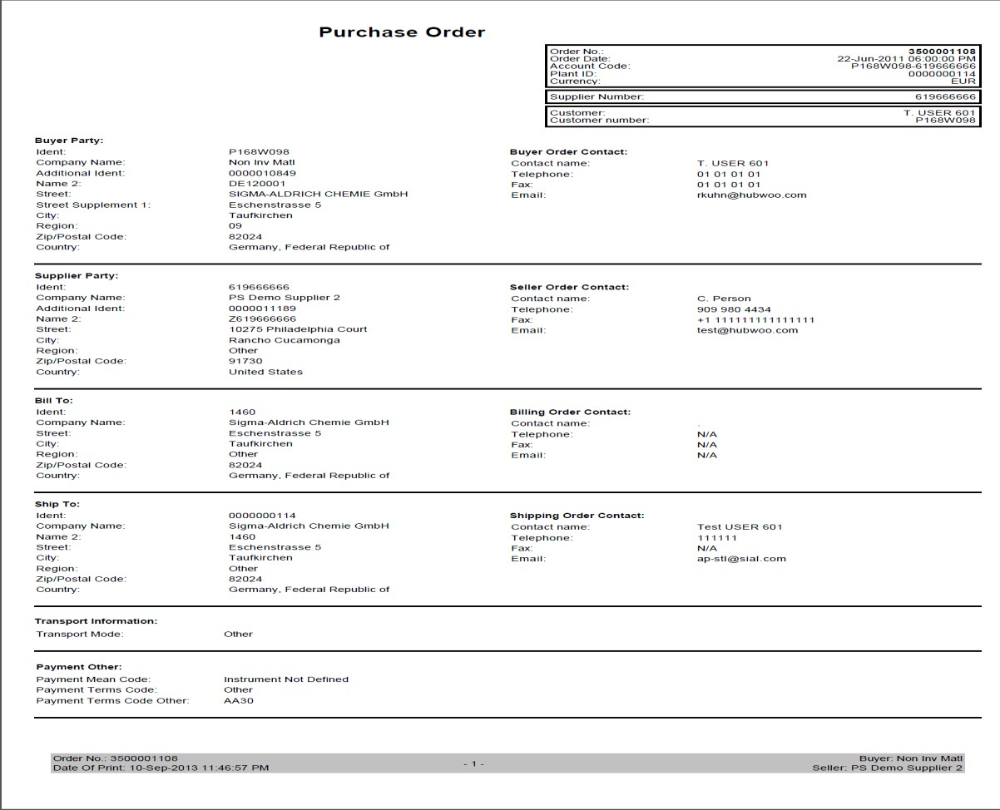 Purchase Order
Order No.: 3500001108
Order Date: 22-Jun-2011 06:00:00 PM
Account Code: P168W098-619666666
Plant ID: 0000000114
Currency: EUR
Supplier Number: 619666666
Customer: T. USER 601
Customer number: P168W098
Buyer Party:
Ident: P168W098 Buyer Order Contact:
Company Name: Non Inv Matl Contact name: T. USER 601
Additional Ident: 0000010849 Telephone: 01 01 01 01
Name 2: DE120001 Fax: 01 01 01 01
Street: SIGMA-ALDRICH CHEMIE GmbH Email: rkuhn@hubwoo.com
Street Supplement 1: Eschenstrasse 5
City: Taufkirchen
Region: 09
Zip/Postal Code: 82024
Country: Germany, Federal Republic of
Supplier Party:
Ident: 619666666 Seller Order Contact:
Company Name: PS Demo Supplier 2 Contact name: C. Person
Additional Ident: 0000011189 Telephone: 909 980 4434
Name 2: Z619666666 Fax: +1 111111111111111
Street: 10275 Philadelphia Court Email: test@hubwoo.com
City: Rancho Cucamonga
Region: Other
Zip/Postal Code: 91730
Country: United States
Bill To:
Ident: 1460 Billing Order Contact:
Company Name: Sigma-Aldrich Chemie GmbH Contact name: .
Street: Eschenstrasse 5 Telephone: N/A
City: Taufkirchen Fax: N/A
Region: Other Email: N/A
Zip/Postal Code: 82024
Country: Germany, Federal Republic of
Ship To:
Ident: 0000000114 Shipping Order Contact:
Company Name: Sigma-Aldrich Chemie GmbH Contact name: Test USER 601
Name 2: 1460 Telephone: 111111
Street: Eschenstrasse 5 Fax: N/A
City: Taufkirchen Email: ap-stl@sial.com
Region: Other
Zip/Postal Code: 82024
Country: Germany, Federal Republic of
Transport Information:
Transport Mode: Other
Payment Other:
Payment Mean Code: Instrument Not Defined
Payment Terms Code: Other
Payment Terms Code Other: AA30
Order No.: 3500001108 - 1 - Buyer: Non Inv Matl
Date Of Print: 10-Sep-2013 11:46:57 PM Seller: PS Demo Supplier 2